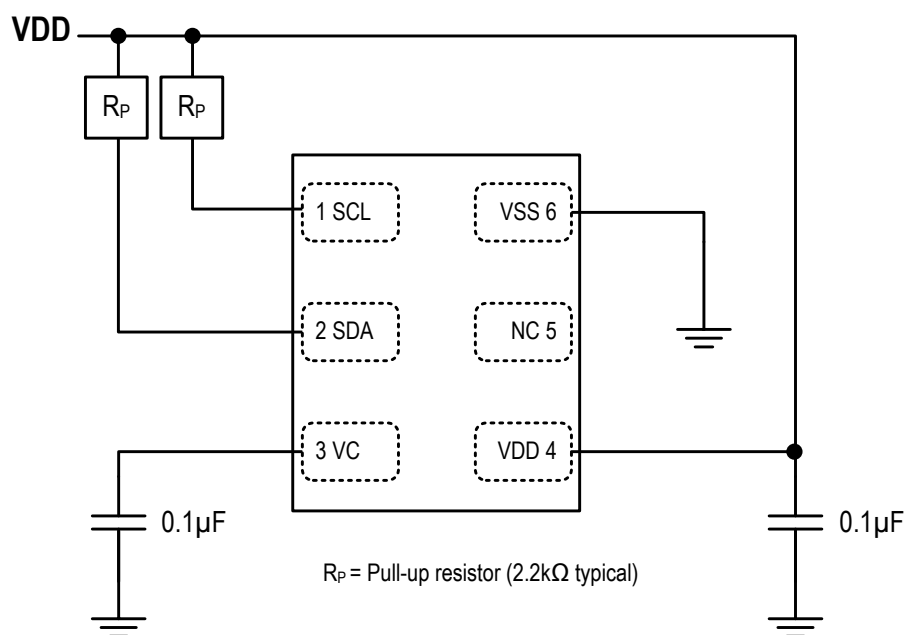 VDD
RP
RP
1 SCL
VSS 6
2 SDA
NC 5
3 VC
VDD 4
0.1µF
0.1µF
RP = Pull-up resistor (2.2kΩ typical)